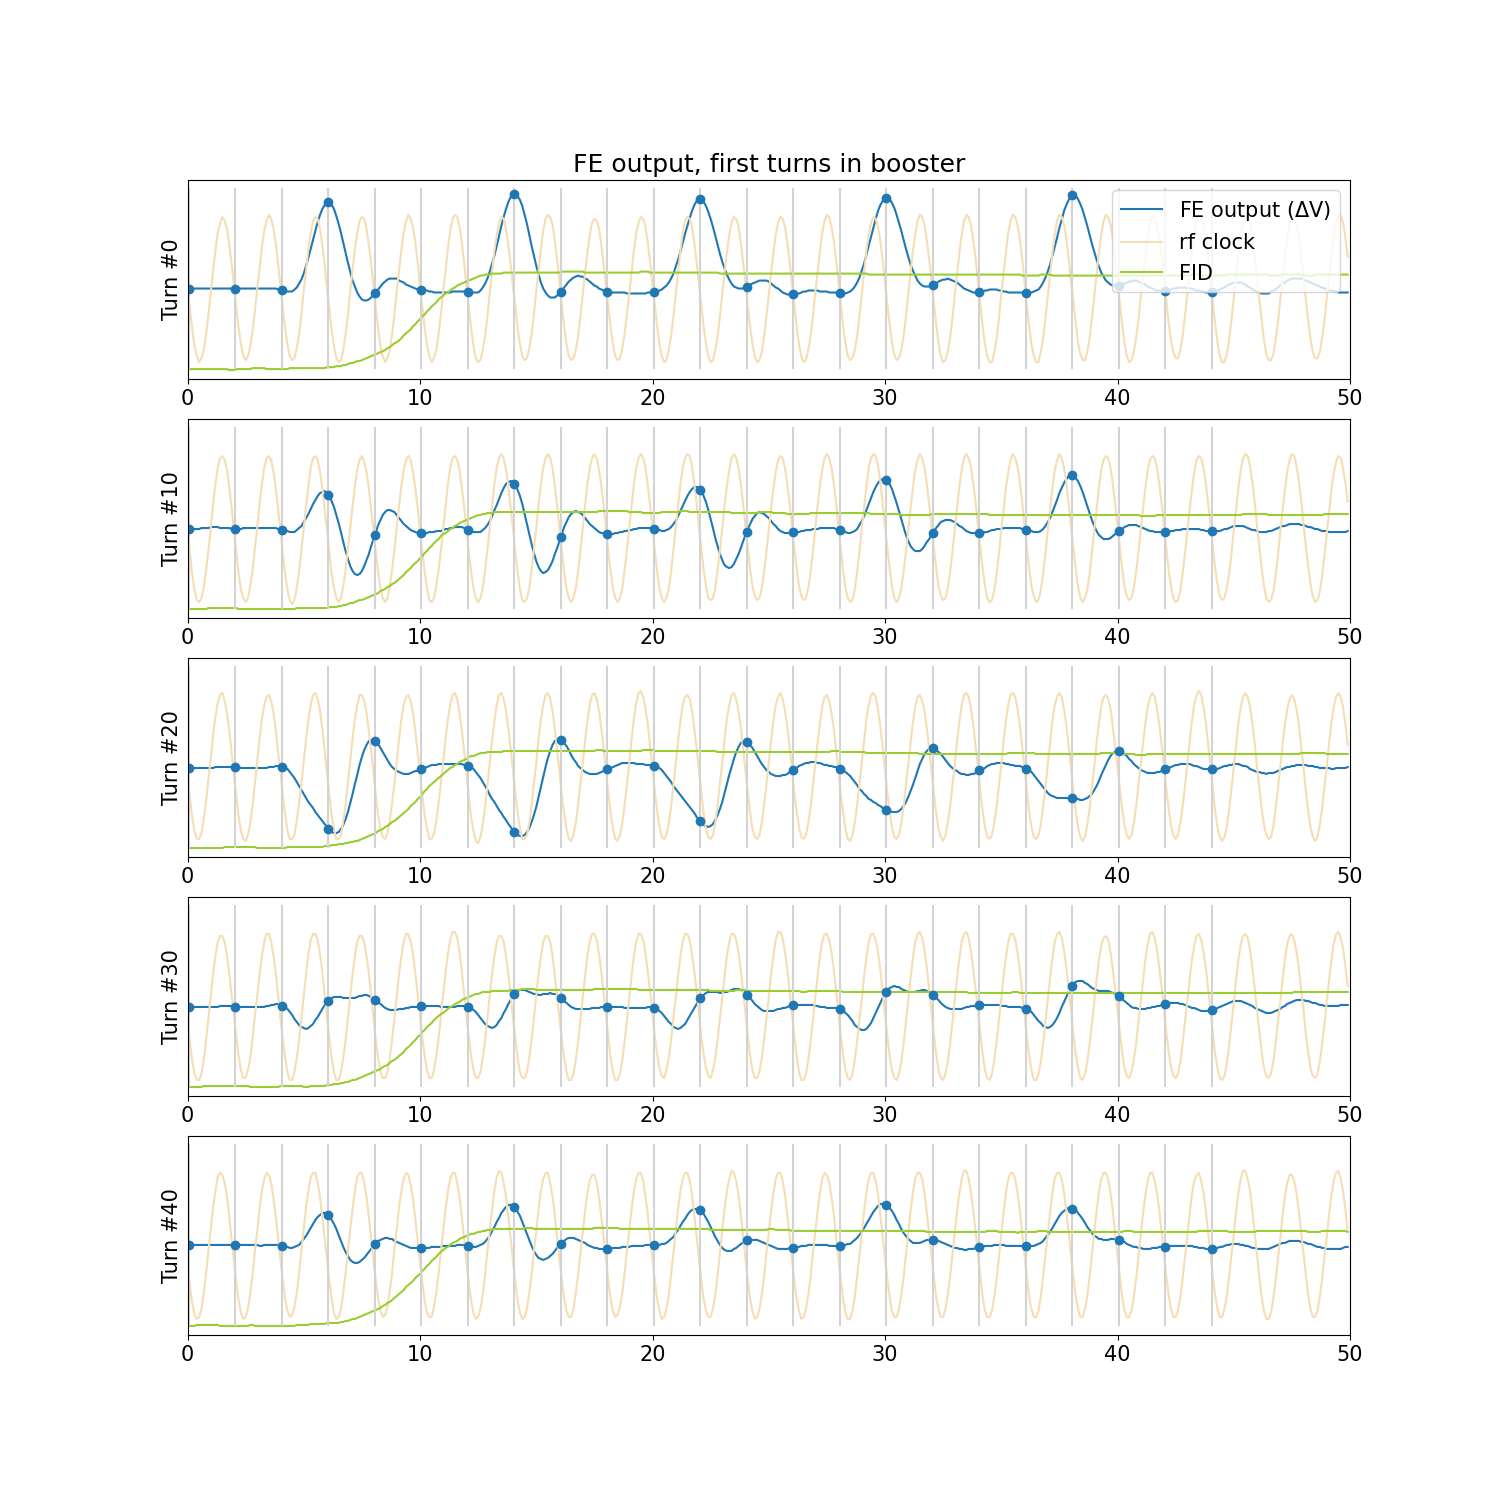 FE output, first turns in booster
Turn #0
FE output (ΔV)
rf clock
FID
0 10 20 30 40 50
Turn #10
0 10 20 30 40 50
Turn #20
0 10 20 30 40 50
Turn #30
0 10 20 30 40 50
Turn #40
0 10 20 30 40 50